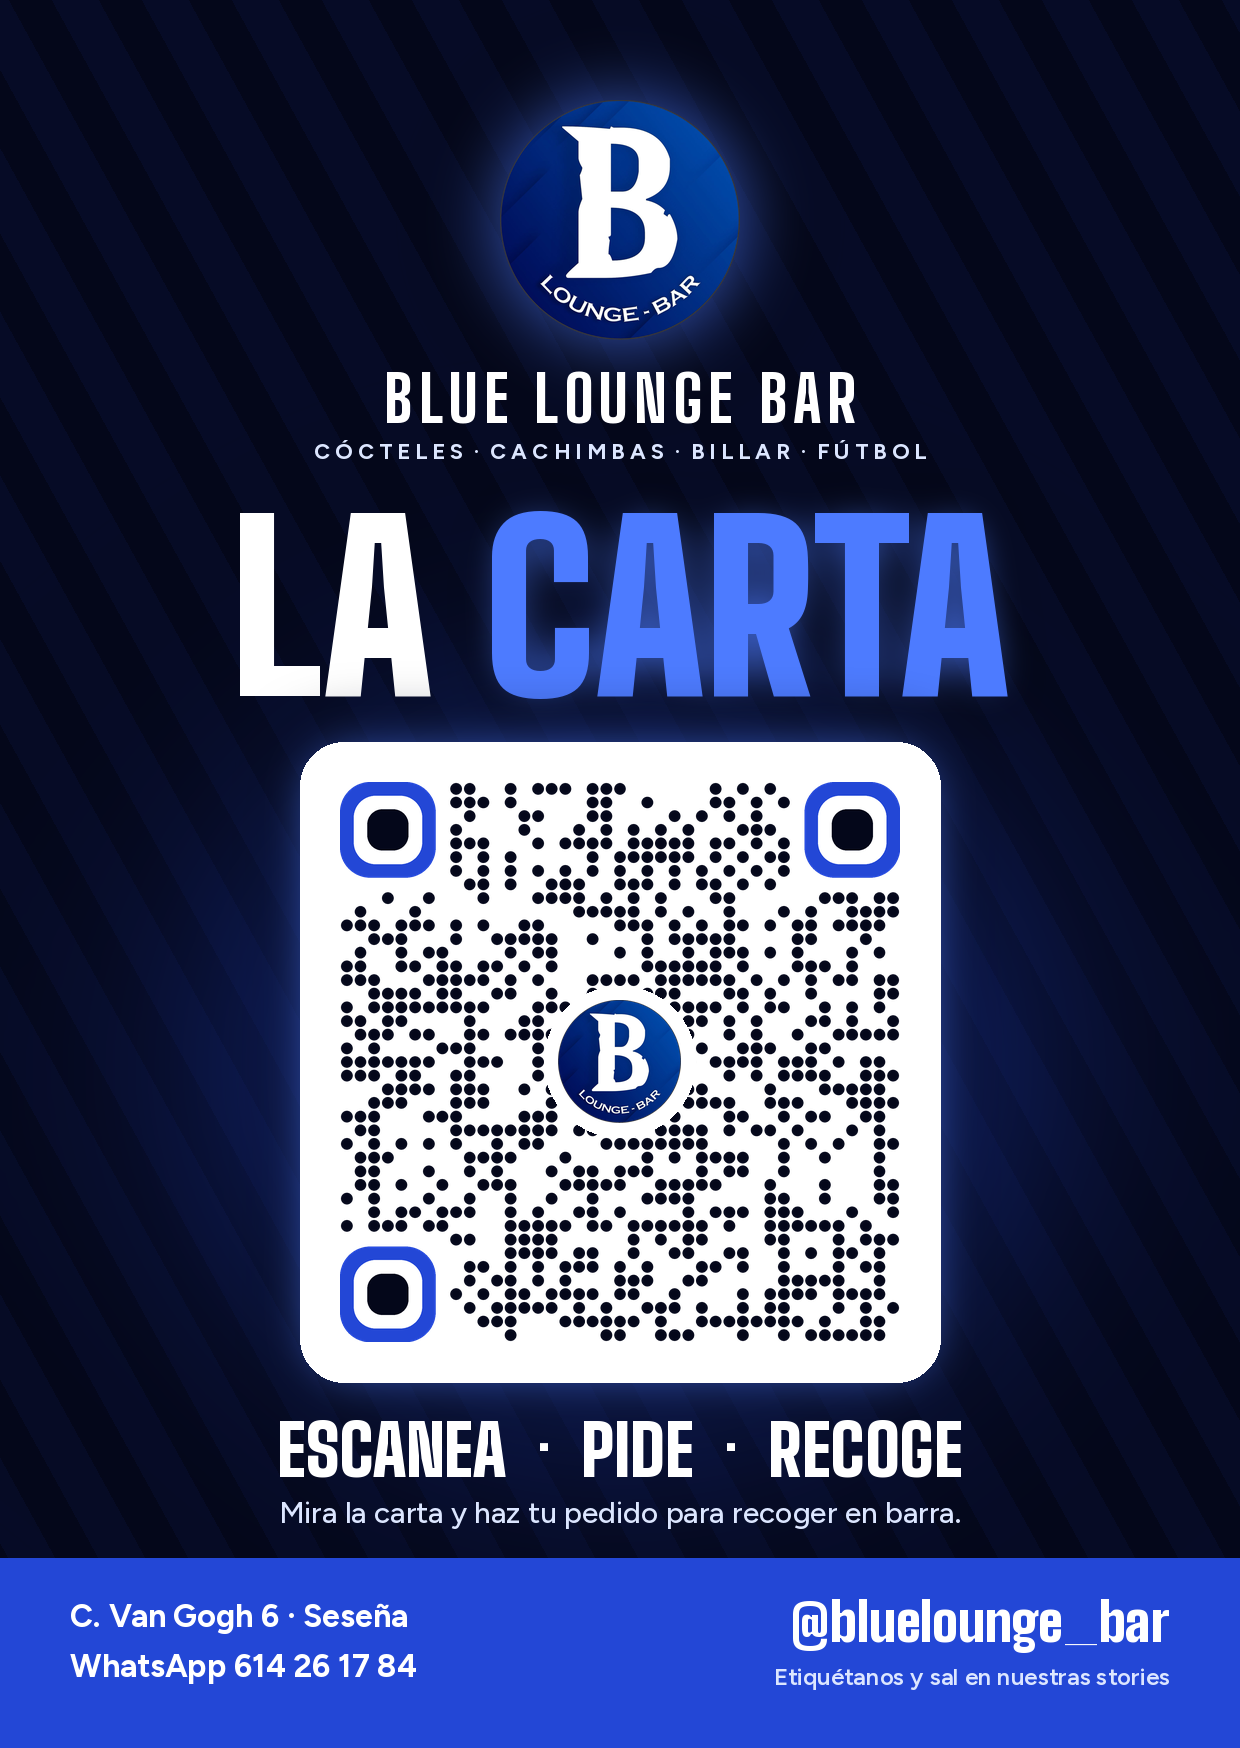 B
LOUNGE - BAR
BLUE LOUNGE BAR
CÓCTELES · CACHIMBAS · BILLAR · FÚTBOL
LA CARTA
B
LOUNGE - BAR
ESCANEA · PIDE · RECOGE
Mira la carta y haz tu pedido para recoger en barra.
C. Van Gogh 6 · Seseña
WhatsApp 614 26 17 84
@bluelounge_bar
Etiquétanos y sal en nuestras stories